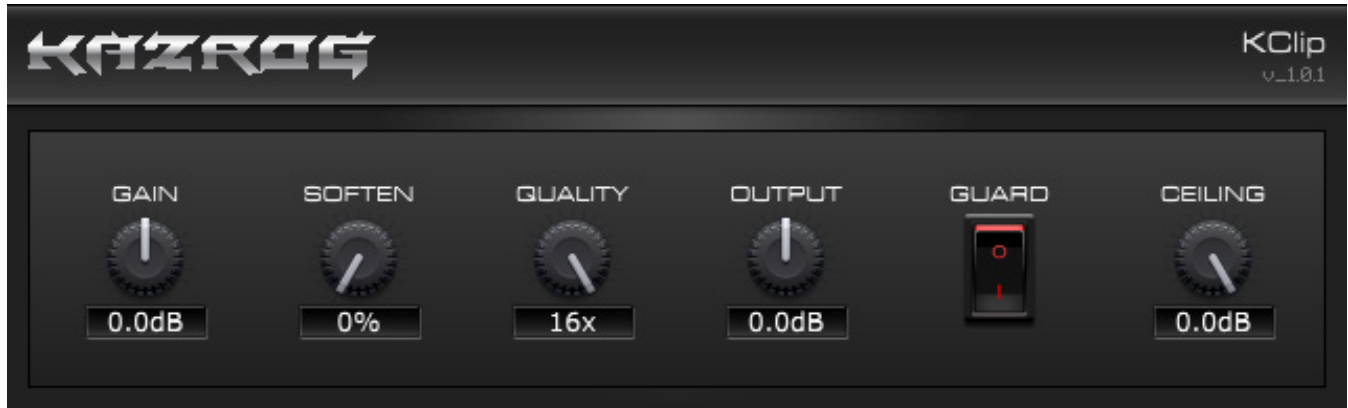 KAZROG
KClip
v_1.0.1
GAIN SOFTEN QUALITY OUTPUT GUARD CEILING
O
I
0.0dB 0% 16x 0.0dB 0.0dB